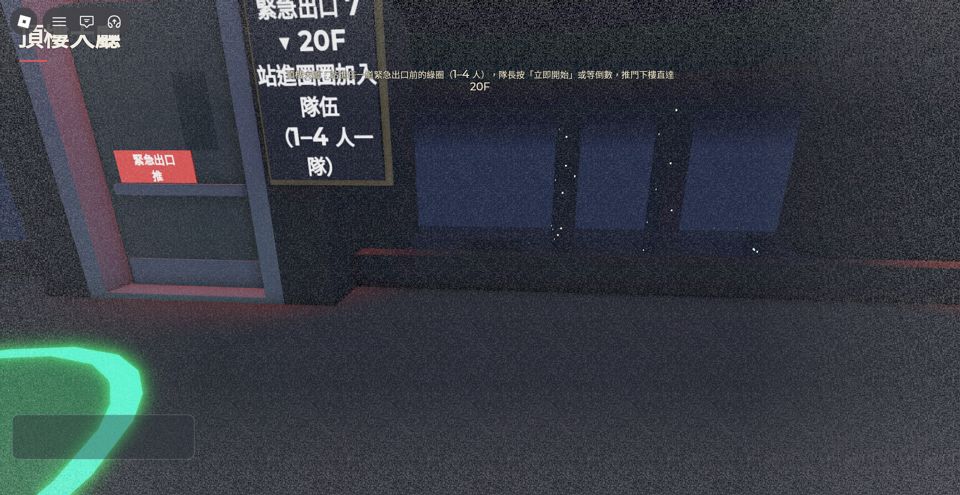 頂樓大廳
緊急出口 7
▼ 20F
站進圈圈加入
隊伍
（1–4 人一
隊）
緊急出口
推
緊急出口前的綠圈（1–4 人），隊長按「立即開始」或等倒數，推門下樓直達
20F